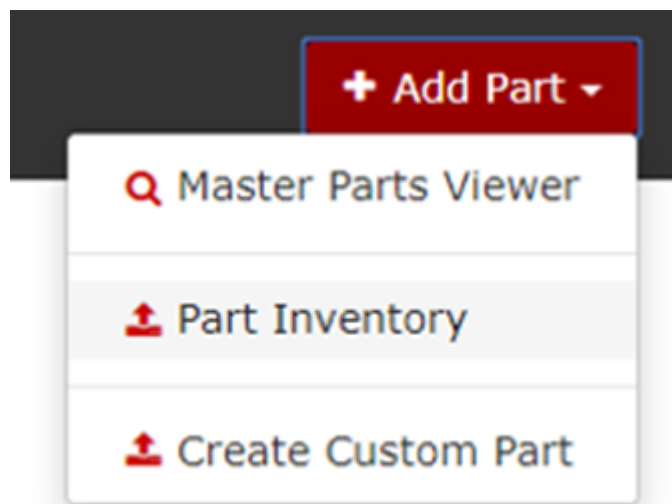 Add Part
Master Parts Viewer
Part Inventory
Create Custom Part